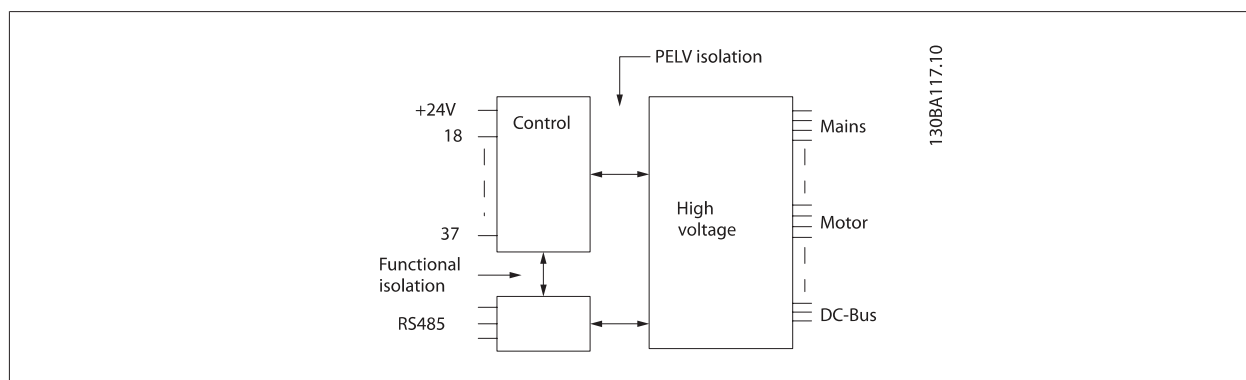 PELV isolation
130BA117.10
+24V
Control
18
Mains
High
voltage
37
Motor
Functional
isolation
RS485
DC-Bus